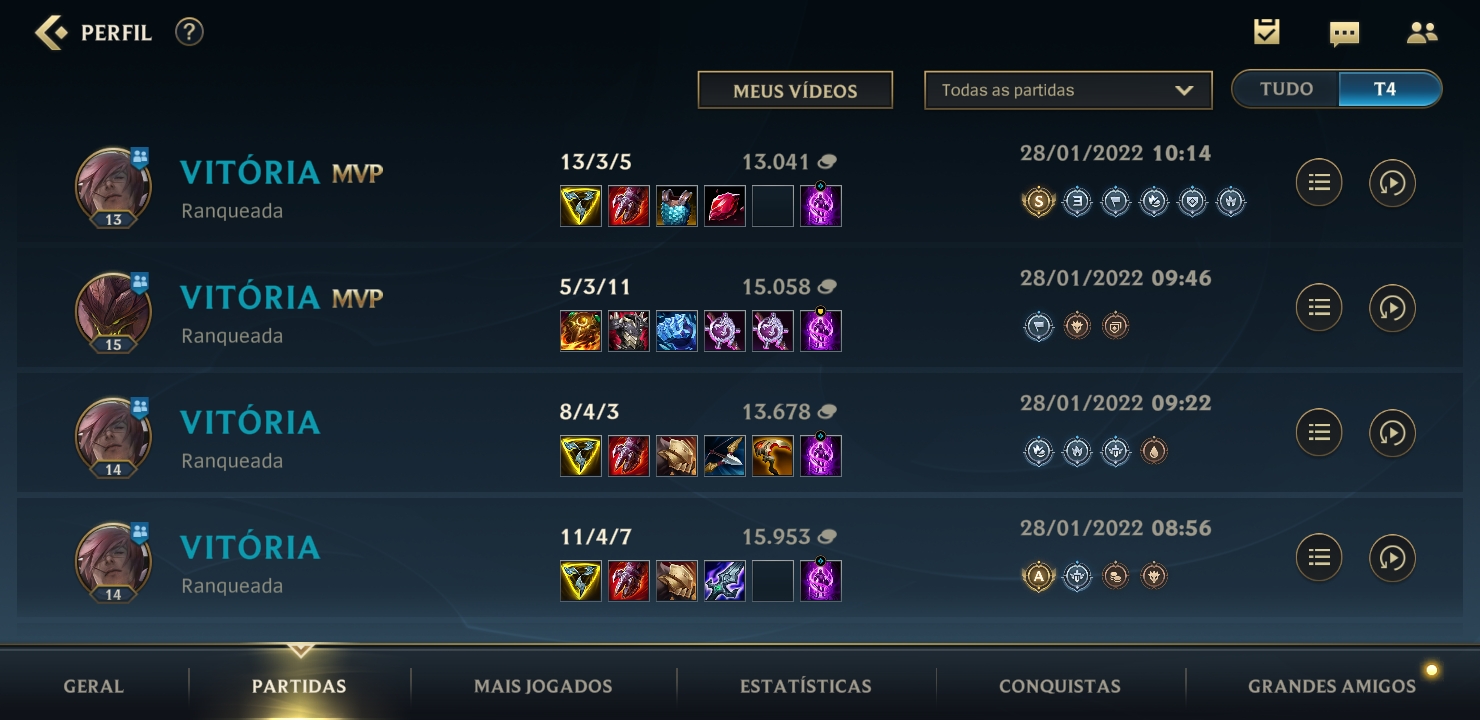 PERFIL ?
MEUS VÍDEOS
Todas as partidas
TUDO T4
13
VITÓRIA MVP
Ranqueada
13/3/5 13.041
28/01/2022 10:14
S
15
VITÓRIA MVP
Ranqueada
5/3/11 15.058
28/01/2022 09:46
14
VITÓRIA
Ranqueada
8/4/3 13.678
28/01/2022 09:22
14
VITÓRIA
Ranqueada
11/4/7 15.953
28/01/2022 08:56
A
GERAL PARTIDAS MAIS JOGADOS ESTATÍSTICAS CONQUISTAS GRANDES AMIGOS